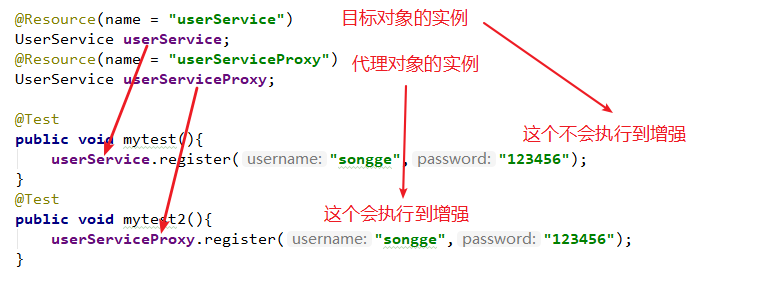 @Resource(name = "userService") 目标对象的实例
UserService userService;
@Resource(name = "userServiceProxy") 代理对象的实例
UserService userServiceProxy;
@Test
public void mytest(){ 这个不会执行到增强
userService.register( username: "songge", password: "123456");
}
@Test 这个会执行到增强
public void mytest2(){
userServiceProxy.register( username: "songge", password: "123456");
}